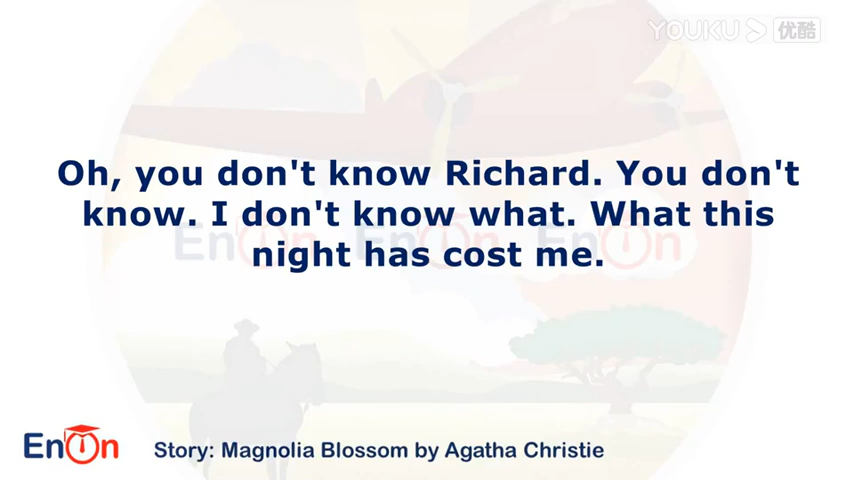 YOUKU 优酷
Oh, you don't know Richard. You don't
know. I don't know what. What this
night has cost me.
EnOn EnOn EnOn
EnOn
Story: Magnolia Blossom by Agatha Christie